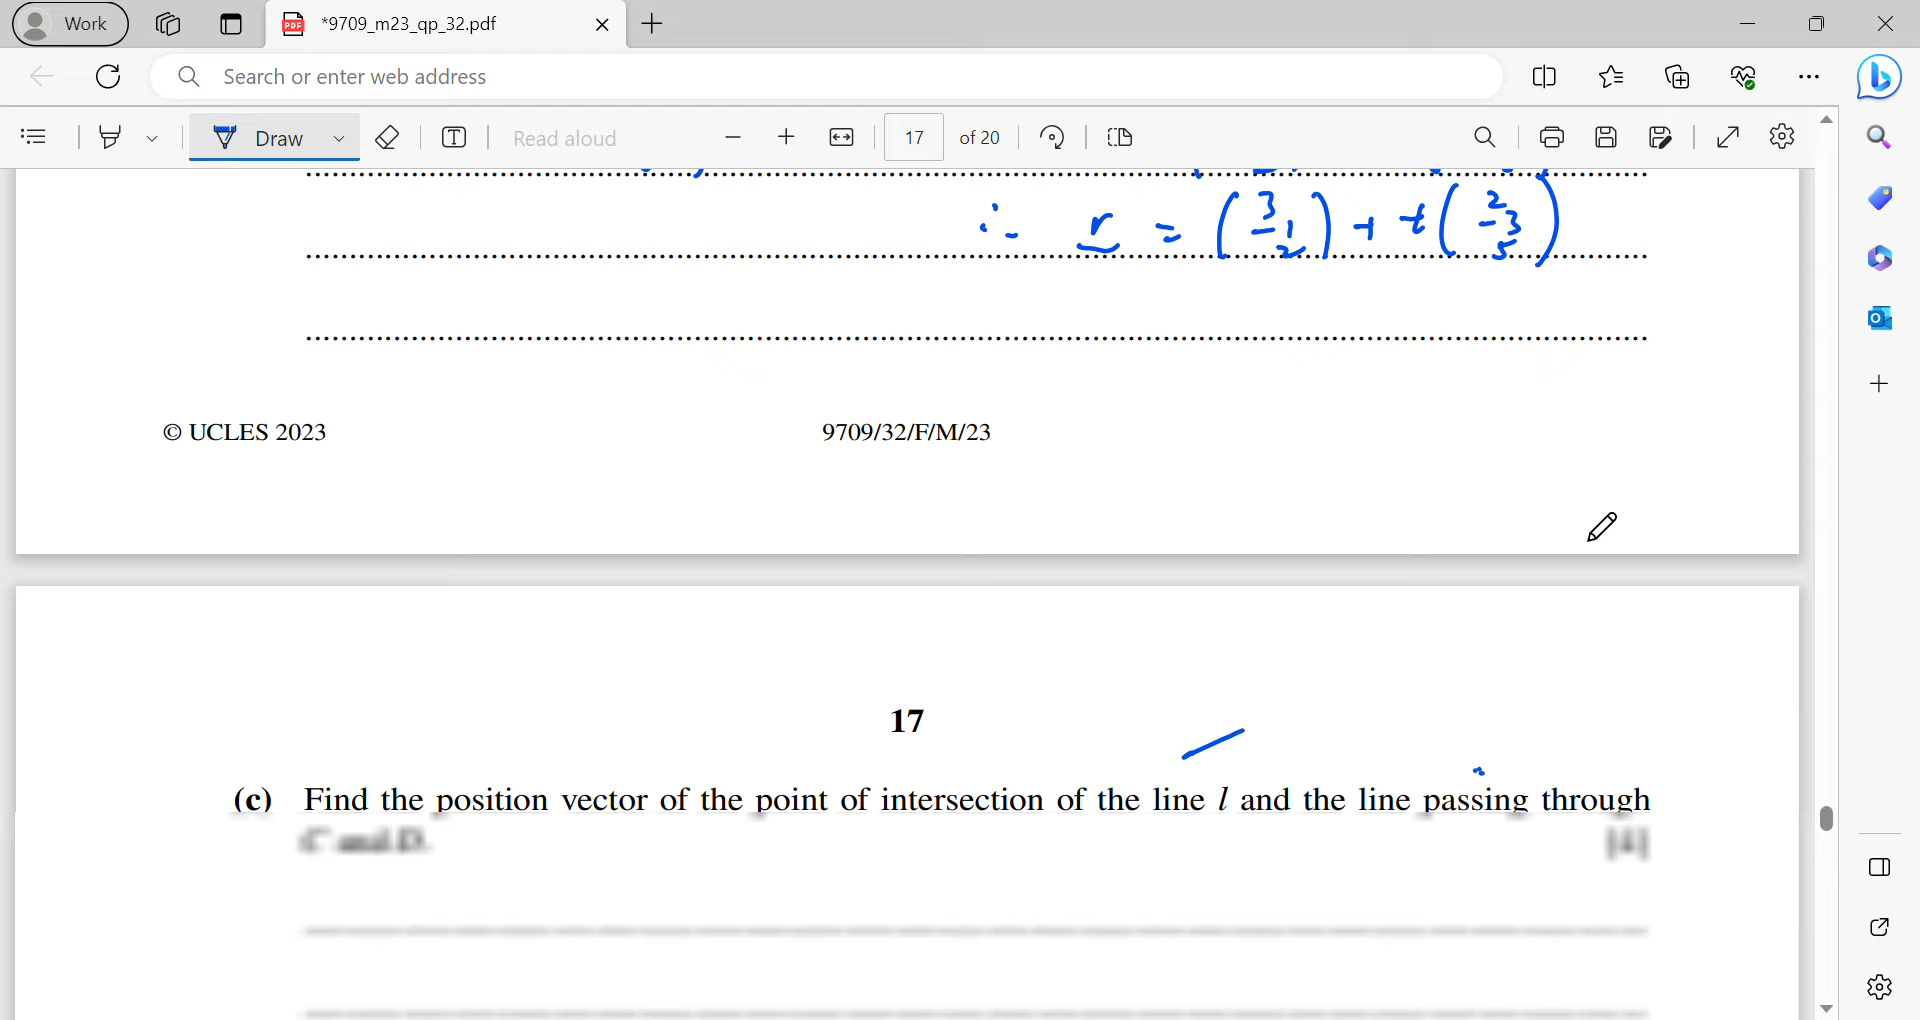 Work
*9709_m23_qp_32.pdf
Search or enter web address
Draw
Read aloud
17 of 20
∴ r = (3 −1 2) + t (2 −3 5)
© UCLES 2023
9709/32/F/M/23
17
(c) Find the position vector of the point of intersection of the line l and the line passing through
C and D. [4]